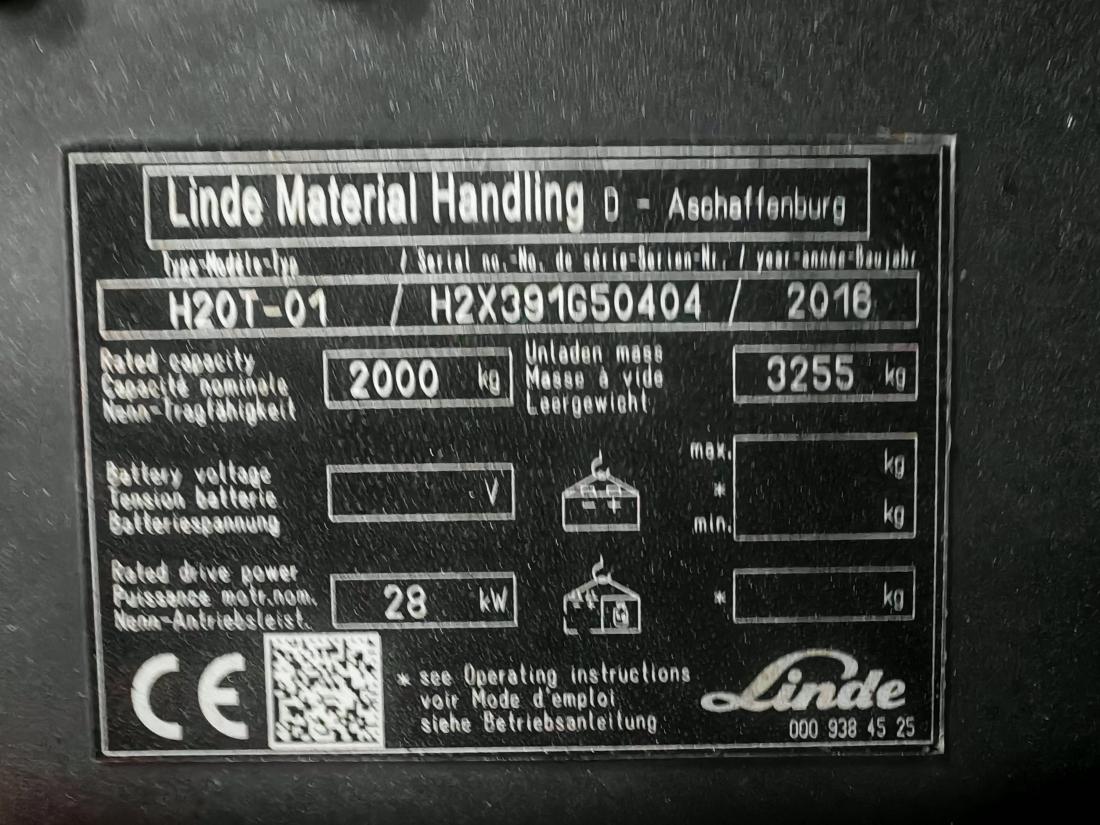 Linde Material Handling D - Aschaffenburg
Type-Modèle-Typ / Serial no.-No. de série-Serien-Nr. / year-année-Baujahr
H20T-01 / H2X391G50404 / 2016
Rated capacity
Capacité nominale
Nenn-Tragfähigkeit
2000 kg
Unladen mass
Masse à vide
Leergewicht
3255 kg
Battery voltage
Tension batterie
Batteriespannung
V
max. kg
*
min. kg
Rated drive power
Puissance motr.nom.
Nenn-Antriebsleist.
28 kW
* kg
CE
* see Operating instructions
voir Mode d'emploi
siehe Betriebsanleitung
Linde
000 938 45 25